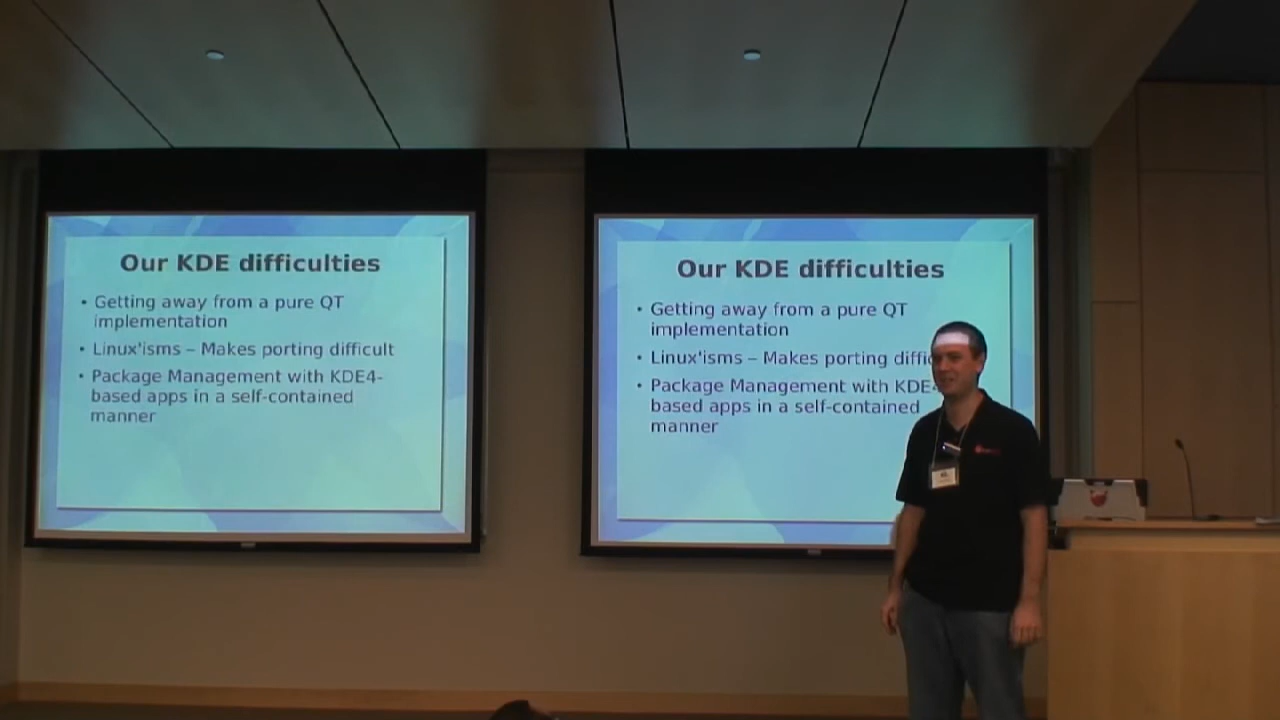 Our KDE difficulties
• Getting away from a pure QT
implementation
• Linux'isms – Makes porting difficult
• Package Management with KDE4-
based apps in a self-contained
manner
Our KDE difficulties
• Getting away from a pure QT
implementation
• Linux'isms – Makes porting
• Package Management with KDE4-
based apps in a self-contained
manner